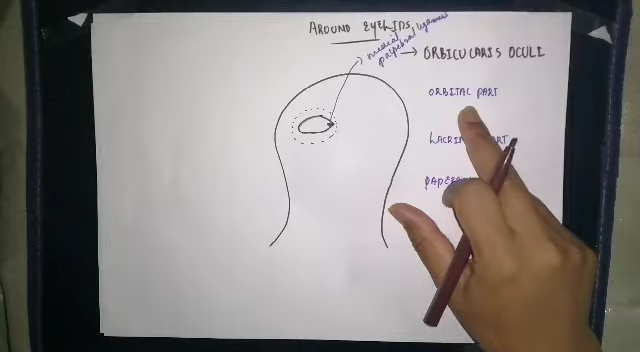 AROUND EYELIDS
medial
palpebral ligament
→ ORBICULARIS OCULI
ORBITAL PART